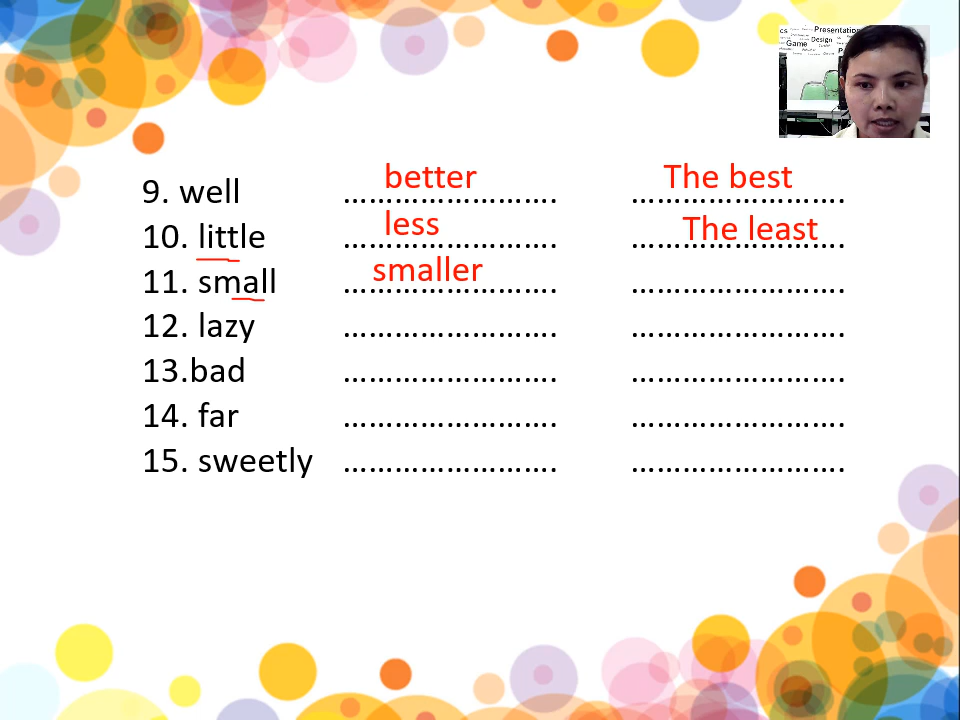 cs Presentation
Game Design
9. well ……………………. better ……………………. The best
10. little ……………………. less ……………………. The least
11. small ……………………. smaller …………………….
12. lazy ……………………. …………………….
13.bad ……………………. …………………….
14. far ……………………. …………………….
15. sweetly ……………………. …………………….